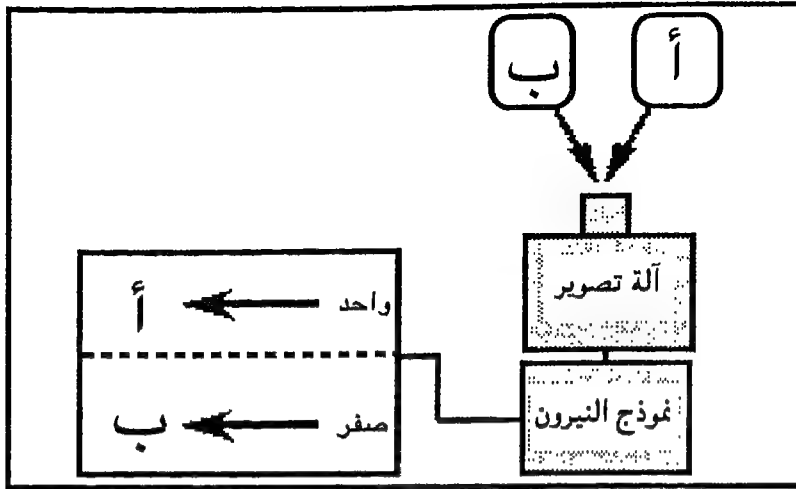 أ
ب
آلة تصوير
نموذج النيرون
واحد
أ
صفر
ب